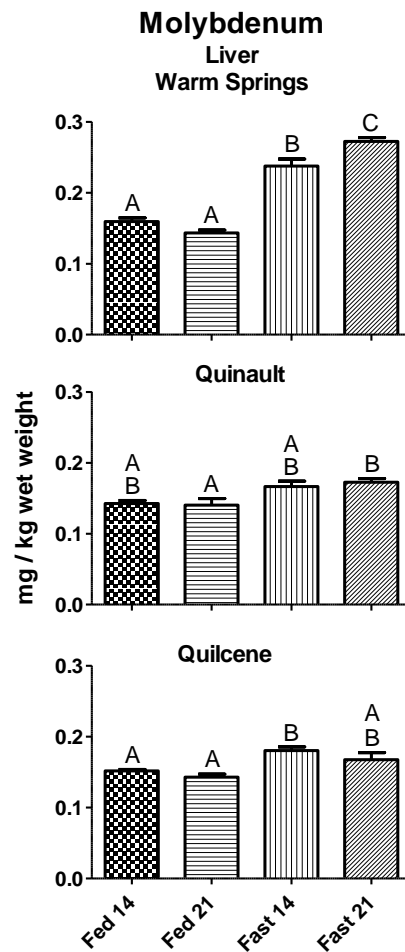 Molybdenum
Liver
Warm Springs
0.3
0.2
0.1
0.0
A
A
B
C
Quinault
0.3
0.2
0.1
0.0
A
B
A
A
B
B
mg / kg wet weight
Quilcene
0.3
0.2
0.1
0.0
A
A
B
A
B
Fed 14
Fed 21
Fast 14
Fast 21